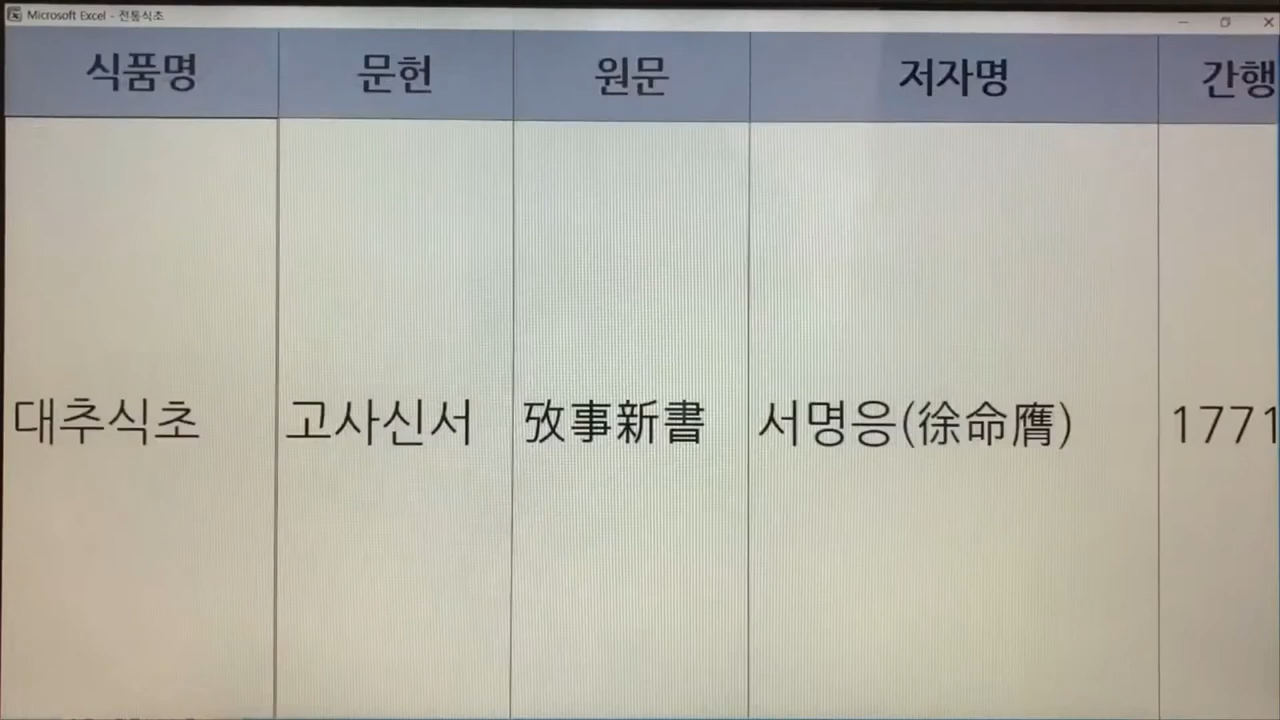 Microsoft Excel - 전통식초
식품명 문헌 원문 저자명 간행
대추식초 고사신서 攷事新書 서명응(徐命膺) 1771